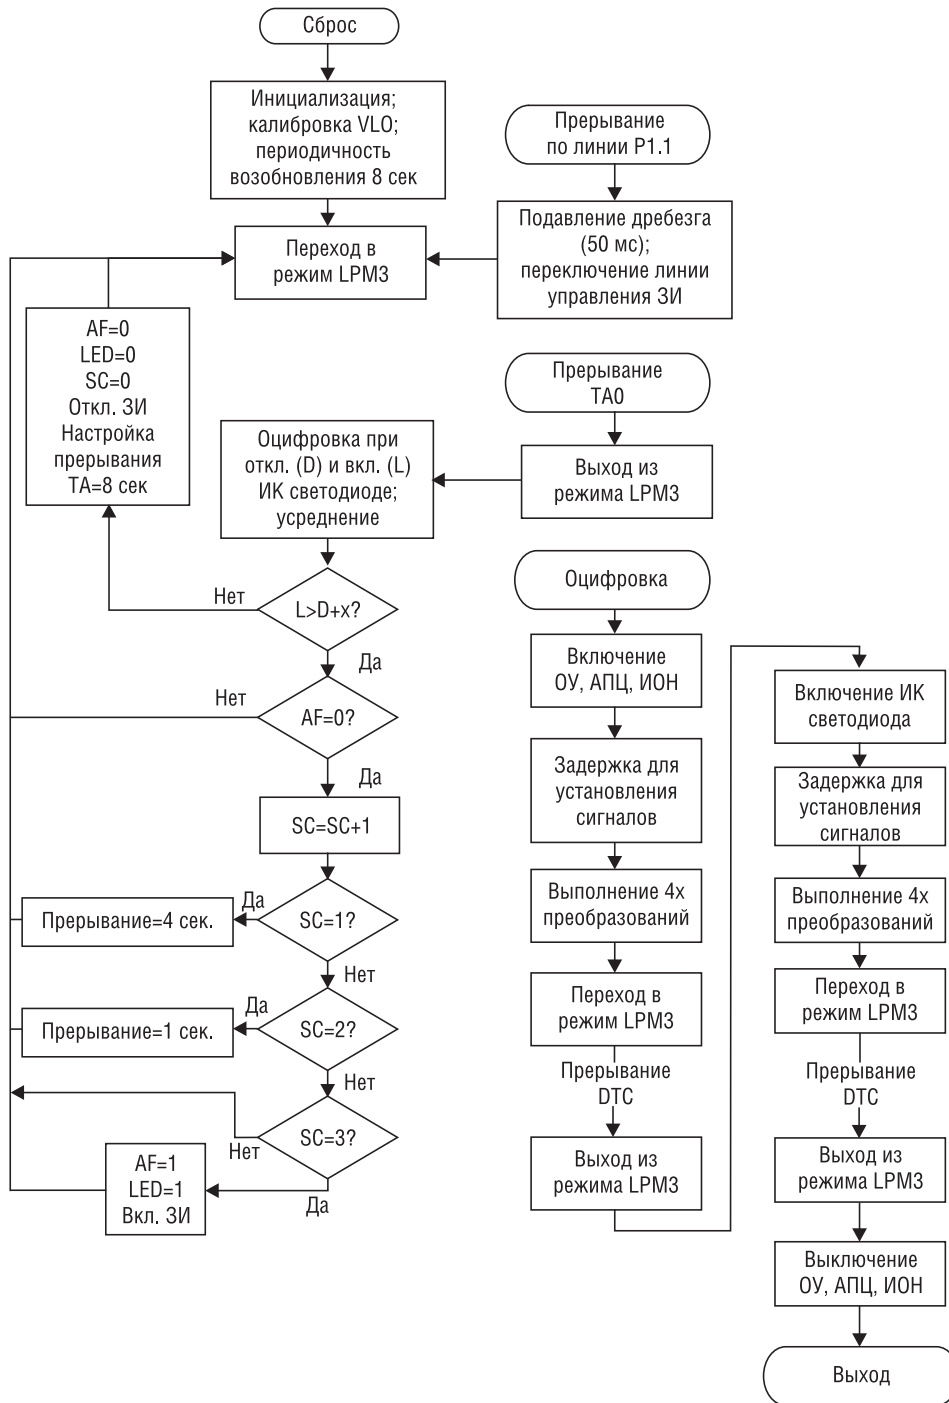 Сброс
Инициализация;
калибровка VLO;
периодичность
возобновления 8 сек
Переход в
режим LPM3
Прерывание
по линии P1.1
Подавление дребезга
(50 мс);
переключение линии
управления ЗИ
AF=0
LED=0
SC=0
Откл. ЗИ
Настройка
прерывания
TA=8 сек
Прерывание
TA0
Выход из
режима LPM3
Оцифровка при
откл. (D) и вкл. (L)
ИК светодиоде;
усреднение
Нет
L>D+x?
Да
Нет
AF=0?
Да
SC=SC+1
Прерывание=4 сек.
Да
SC=1?
Нет
Прерывание=1 сек.
Да
SC=2?
Нет
SC=3?
Нет
Да
AF=1
LED=1
Вкл. ЗИ
Оцифровка
Включение
ОУ, АПЦ, ИОН
Задержка для
установления
сигналов
Выполнение 4х
преобразований
Переход в
режим LPM3
Прерывание
DTC
Выход из
режима LPM3
Включение ИК
светодиода
Задержка для
установления
сигналов
Выполнение 4х
преобразований
Переход в
режим LPM3
Прерывание
DTC
Выход из
режима LPM3
Выключение
ОУ, АПЦ, ИОН
Выход